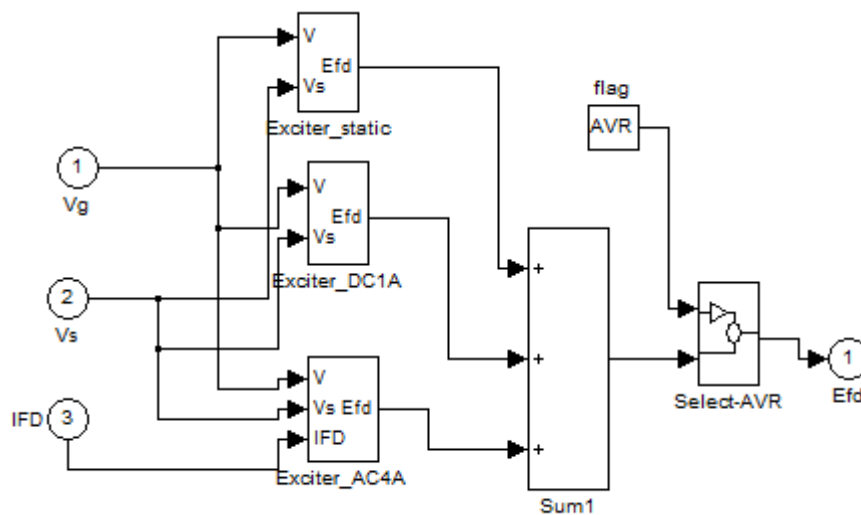 V
Efd
Vs
Exciter_static
flag
AVR
1
Vg
V
Efd
Vs
Exciter_DC1A
2
Vs
+
+
+
Sum1
Select-AVR
1
Efd
V
Vs Efd
IFD
Exciter_AC4A
IFD
3